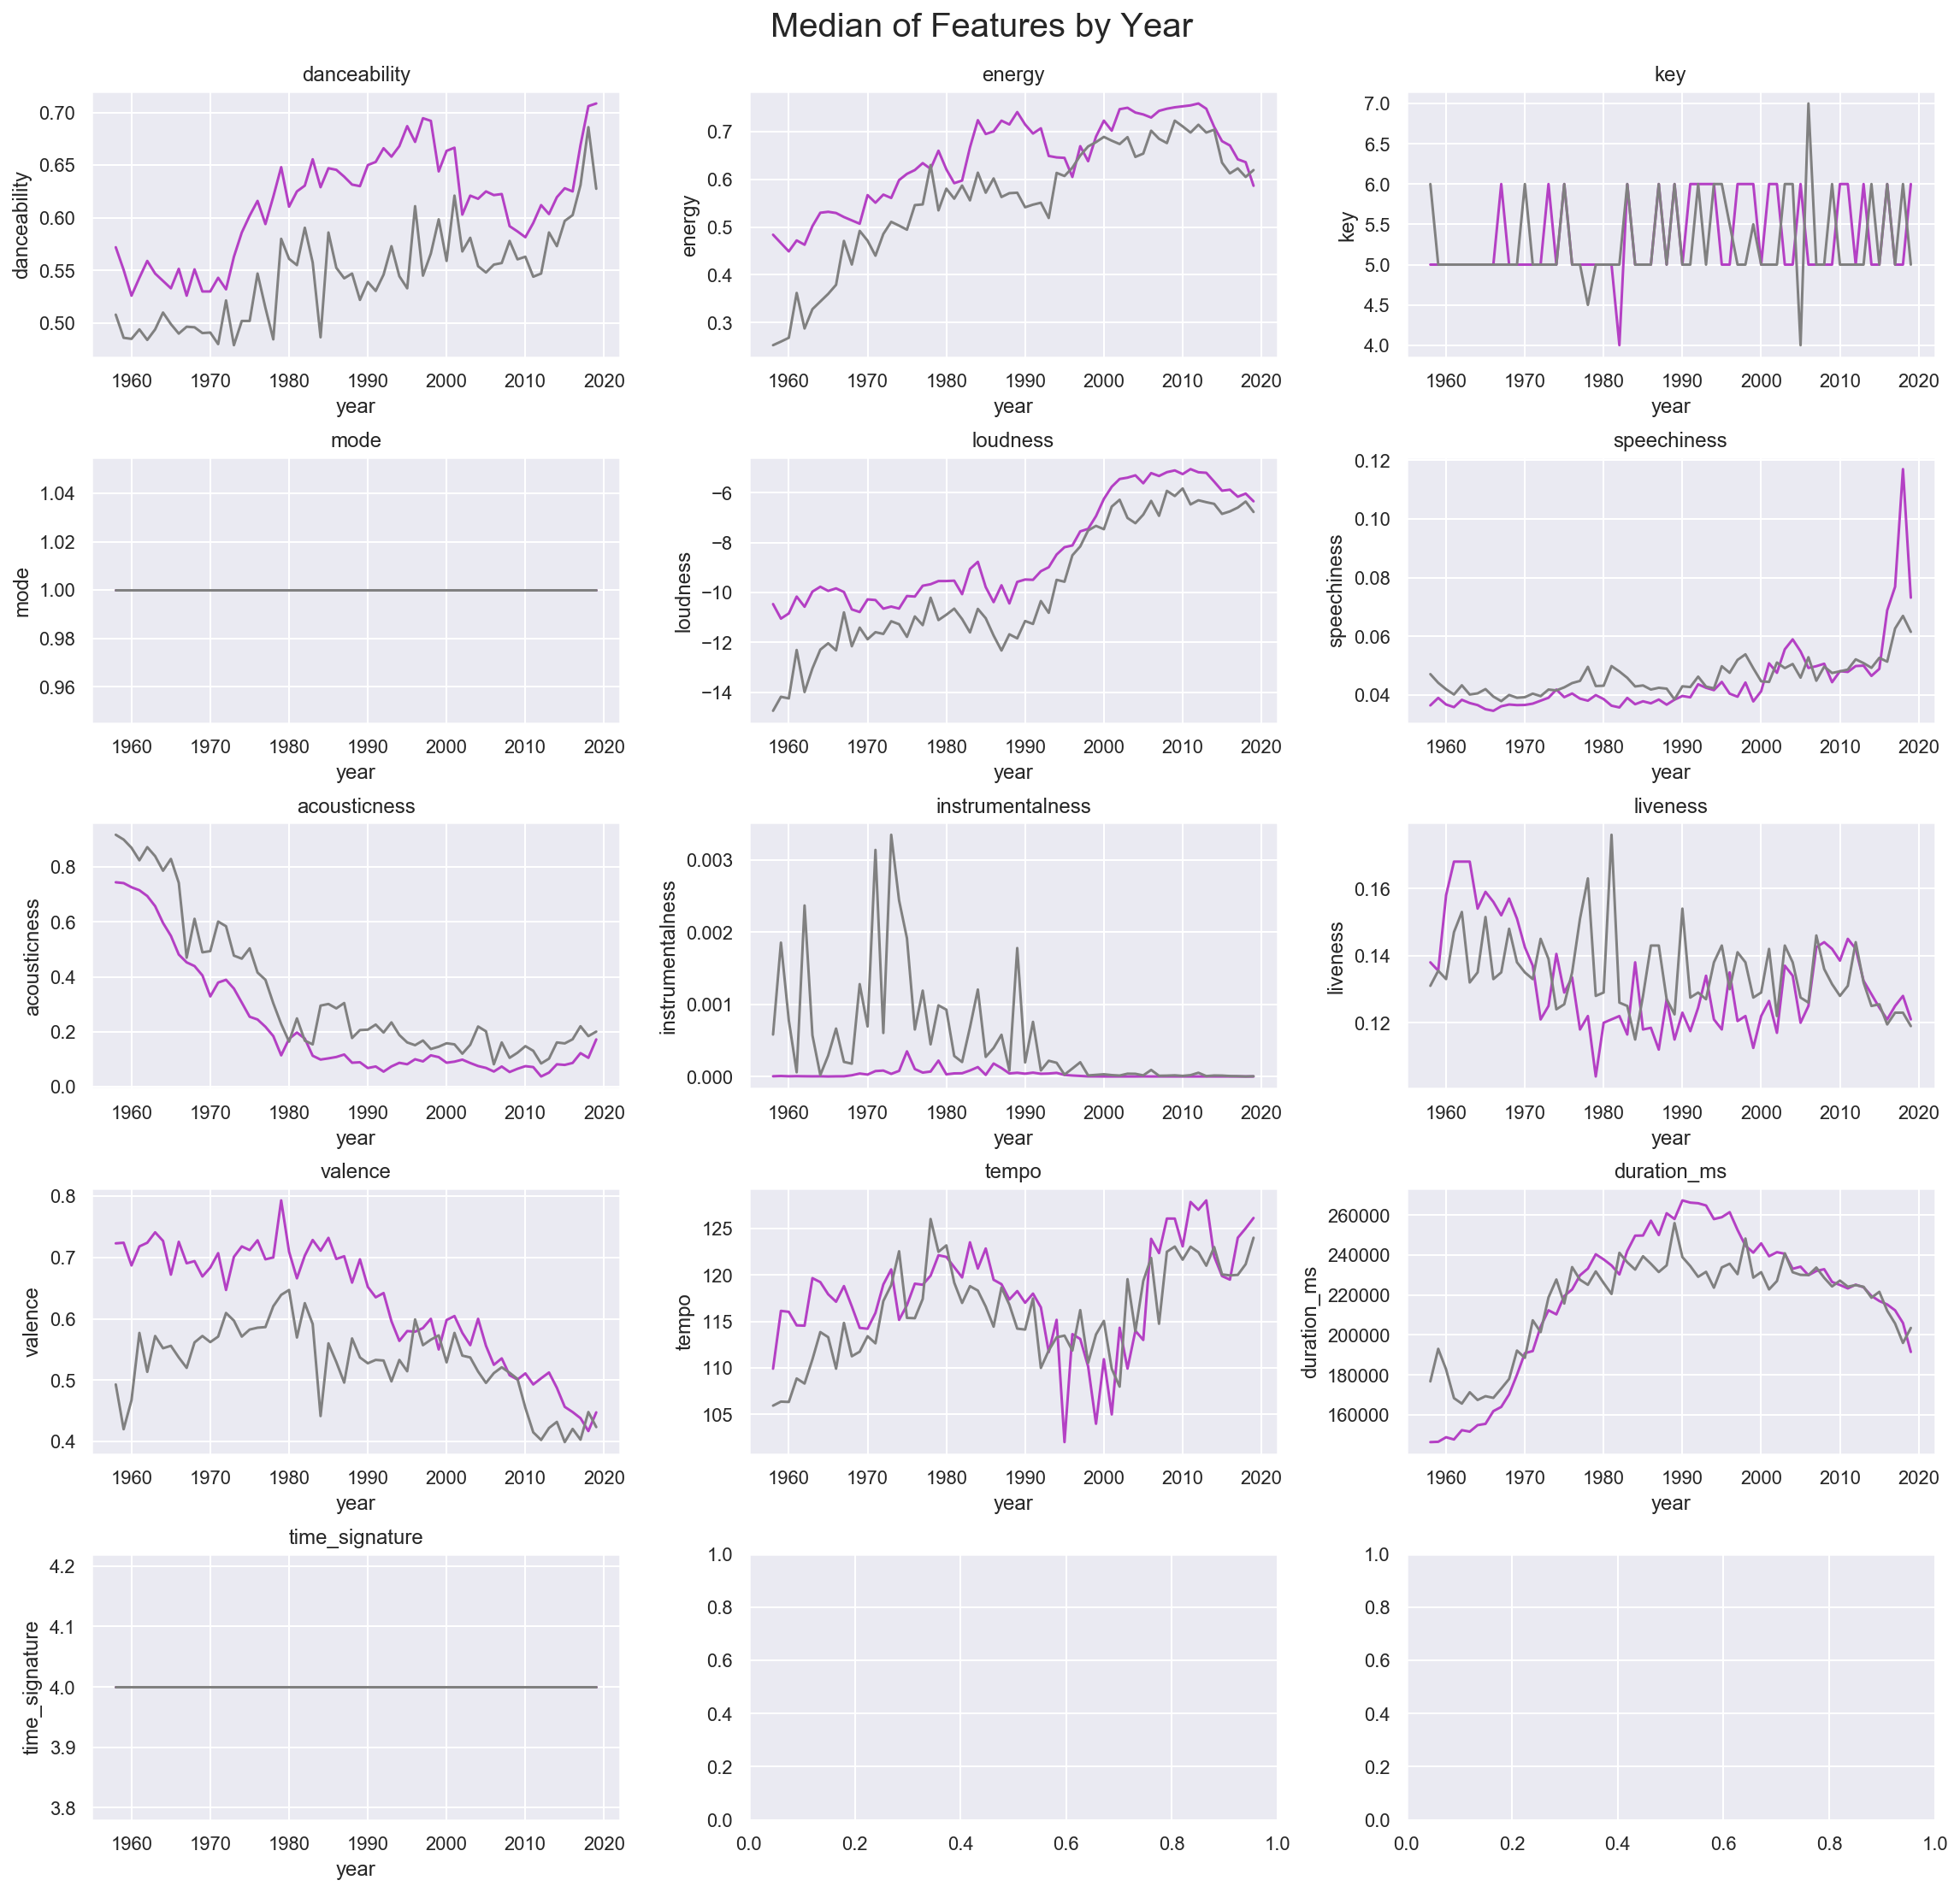 Median of Features by Year
danceability
energy
key
0.70
0.65
0.60
0.55
0.50
danceability
1960 1970 1980 1990 2000 2010 2020
year
0.7
0.6
0.5
0.4
0.3
energy
1960 1970 1980 1990 2000 2010 2020
year
7.0
6.5
6.0
5.5
5.0
4.5
4.0
key
1960 1970 1980 1990 2000 2010 2020
year
mode
loudness
speechiness
1.04
1.02
1.00
0.98
0.96
mode
1960 1970 1980 1990 2000 2010 2020
year
−6
−8
−10
−12
−14
loudness
1960 1970 1980 1990 2000 2010 2020
year
0.12
0.10
0.08
0.06
0.04
speechiness
1960 1970 1980 1990 2000 2010 2020
year
acousticness
instrumentalness
liveness
0.8
0.6
0.4
0.2
0.0
acousticness
1960 1970 1980 1990 2000 2010 2020
year
0.003
0.002
0.001
0.000
instrumentalness
1960 1970 1980 1990 2000 2010 2020
year
0.16
0.14
0.12
liveness
1960 1970 1980 1990 2000 2010 2020
year
valence
tempo
duration_ms
0.8
0.7
0.6
0.5
0.4
valence
1960 1970 1980 1990 2000 2010 2020
year
125
120
115
110
105
tempo
1960 1970 1980 1990 2000 2010 2020
year
260000
240000
220000
200000
180000
160000
duration_ms
1960 1970 1980 1990 2000 2010 2020
year
time_signature
4.2
4.1
4.0
3.9
3.8
time_signature
1960 1970 1980 1990 2000 2010 2020
year
1.0
0.8
0.6
0.4
0.2
0.0
0.0 0.2 0.4 0.6 0.8 1.0
1.0
0.8
0.6
0.4
0.2
0.0
0.0 0.2 0.4 0.6 0.8 1.0